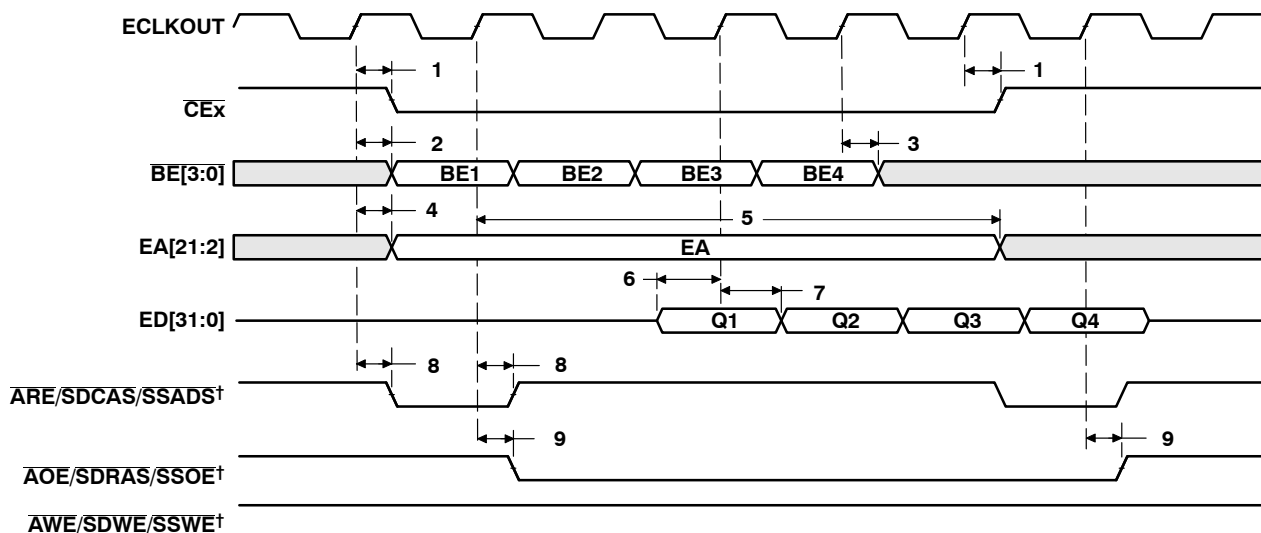 ECLKOUT
1
1
CEx
2
3
BE[3:0]
BE1
BE2
BE3
BE4
4
5
EA[21:2]
EA
6
7
ED[31:0]
Q1
Q2
Q3
Q4
8
8
ARE/SDCAS/SSADS†
9
9
AOE/SDRAS/SSOE†
AWE/SDWE/SSWE†